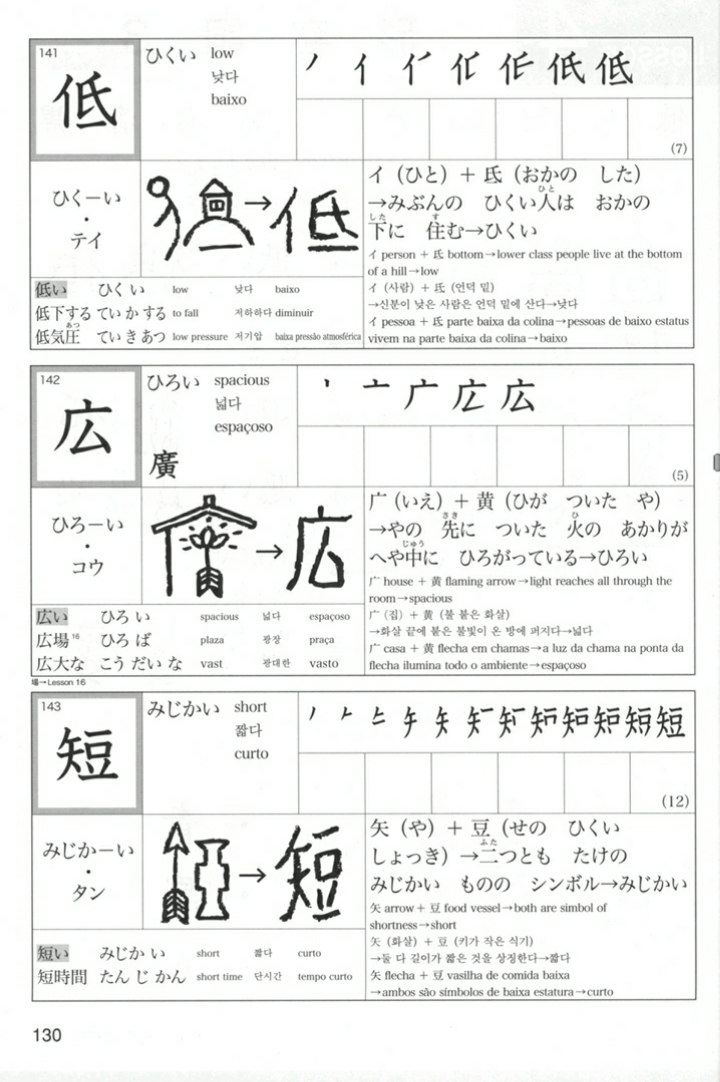 141
低
ひくい low
낮다
baixo
ノ 亻 低
(7)
ひくーい
・
テイ
低
イ（ひと）＋氐（おかの した）
→みぶんの ひくい人は おかの
下に 住む→ひくい
イ person + 氐 bottom→lower class people live at the bottom
of a hill→low
イ (사람) + 氐 (언덕 밑)
→신분이 낮은 사람은 언덕 밑에 산다→낮다
イ pessoa + 氐 parte baixa da colina→pessoas de baixo estatus
vivem na parte baixa da colina→baixo
低い ひく い low 낮다 baixo
低下する てい か する to fall 저하하다 diminuir
低気圧 てい き あつ low pressure 저기압 baixa pressão atmosférica
142
広
ひろい spacious
넓다
espaçoso
廣
丶 亠 广 広 広
(5)
ひろーい
・
コウ
広
广（いえ）＋黄（ひが ついた や）
→やの 先に ついた 火の あかりが
へや中に ひろがっている→ひろい
广 house + 黄 flaming arrow→light reaches all through the
room→spacious
广 (집) + 黄 (불 붙은 화살)
→화살 끝에 붙은 불빛이 온 방에 퍼지다→넓다
广 casa + 黄 flecha em chamas→a luz da chama na ponta da
flecha ilumina todo o ambiente→espaçoso
広い ひろ い spacious 넓다 espaçoso
広場16 ひろ ば plaza 광장 praça
広大な こう だい な vast 광대한 vasto
場→Lesson 16
143
短
みじかい short
짧다
curto
短
(12)
みじかーい
・
タン
短
矢（や）＋豆（せの ひくい
しょっき）→二つとも たけの
みじかい ものの シンボル→みじかい
矢 arrow + 豆 food vessel→both are simbol of
shortness→short
矢 (화살) + 豆 (키가 작은 식기)
→둘 다 길이가 짧은 것을 상징한다→짧다
矢 flecha + 豆 vasilha de comida baixa
→ambos são símbolos de baixa estatura→curto
短い みじか い short 짧다 curto
短時間 たん じ かん short time 단시간 tempo curto
130